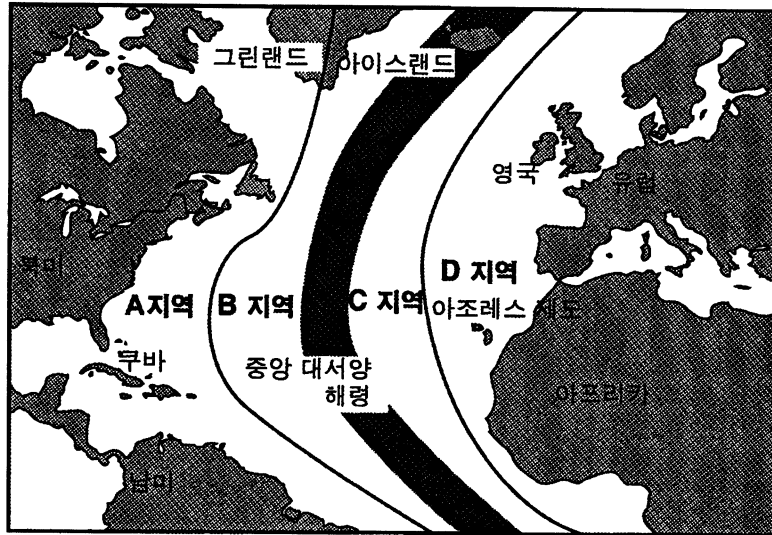 그린랜드
아이스랜드
영국
유럽
북미
A지역
B 지역
C 지역
D 지역
아조레스 제도
쿠바
중앙 대서양
해령
아프리카
남미